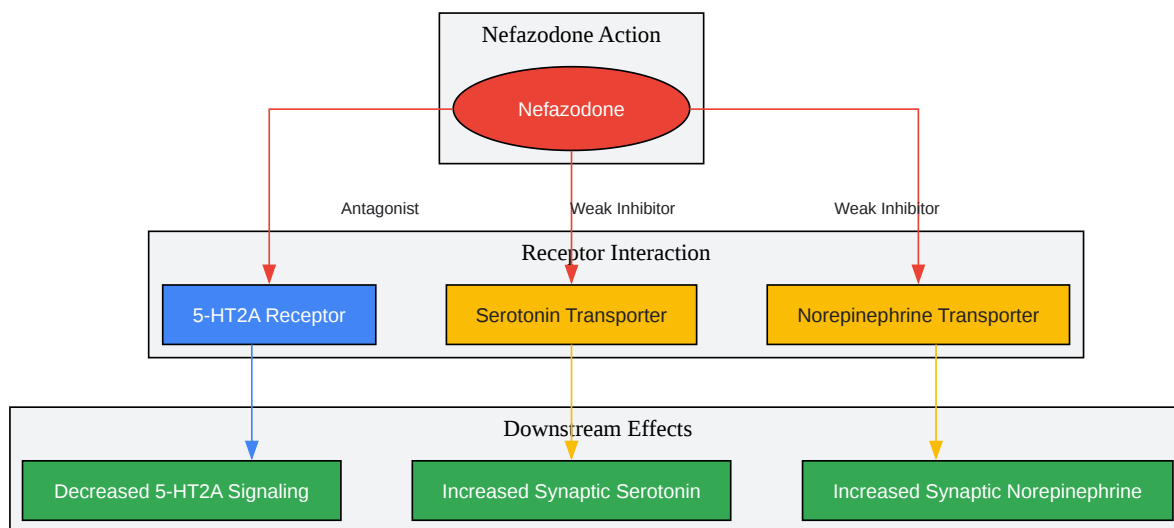 Nefazodone Action
Nefazodone
Antagonist
Weak Inhibitor
Weak Inhibitor
Receptor Interaction
5-HT2A Receptor
Serotonin Transporter
Norepinephrine Transporter
Downstream Effects
Decreased 5-HT2A Signaling
Increased Synaptic Serotonin
Increased Synaptic Norepinephrine